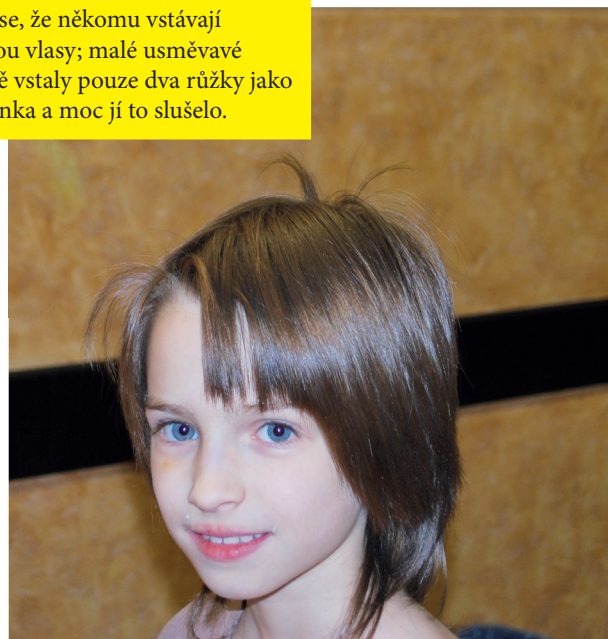 se, že někomu vstávají
ou vlasy; malé usměvavé
ě vstaly pouze dva růžky jako
nka a moc jí to slušelo.